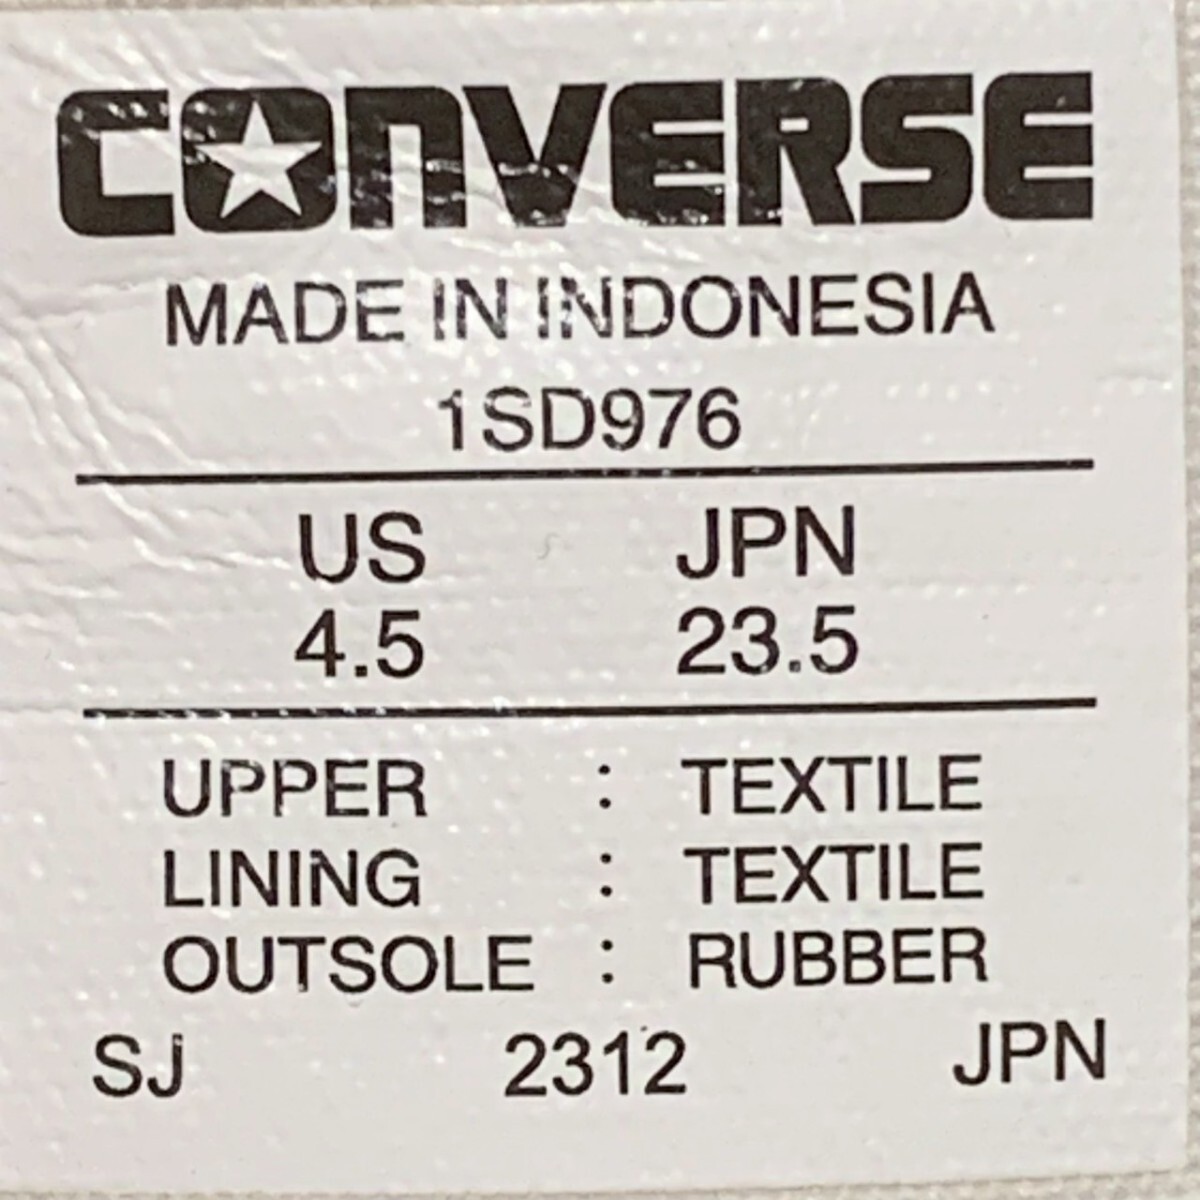 CONVERSE
MADE IN INDONESIA
1SD976
US JPN
4.5 23.5
UPPER : TEXTILE
LINING : TEXTILE
OUTSOLE : RUBBER
SJ 2312 JPN